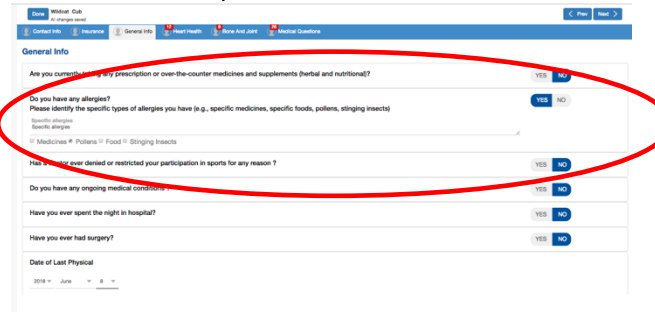 Done Wildcat Cub
All changes saved
< Prev Next >
Contact Info Insurance General Info Heart Health Bone And Joint Medical Questions
General Info
Are you currently taking any prescription or over-the-counter medicines and supplements (herbal and nutritional)? YES NO
Do you have any allergies? YES NO
Please identify the specific types of allergies you have (e.g., specific medicines, specific foods, pollens, stinging insects)
Specific allergies
Specific alergies
Medicines Pollens Food Stinging Insects
Has a doctor ever denied or restricted your participation in sports for any reason ? YES NO
Do you have any ongoing medical conditions ? YES NO
Have you ever spent the night in hospital? YES NO
Have you ever had surgery? YES NO
Date of Last Physical
2018 June 8